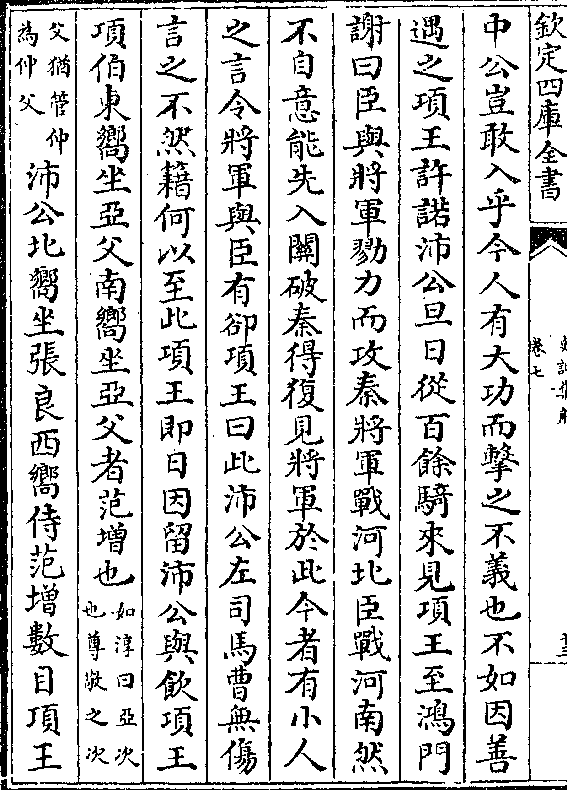 欽定四庫全書
史記集解
卷七
十三
中公豈敢入乎今人有大功而擊之不義也不如因善
遇之項王許諾沛公旦日從百餘騎來見項王至鴻門
謝曰臣與將軍勠力而攻秦將軍戰河北臣戰河南然
不自意能先入關破秦得復見將軍於此今者有小人
之言令將軍與臣有郤項王曰此沛公左司馬曹無傷
言之不然籍何以至此項王即日因留沛公與飲項王
項伯東嚮坐亞父南嚮坐亞父者范增也如淳曰亞次
也尊敬之次
父猶管仲
為仲父沛公北嚮坐張良西嚮侍范增數目項王